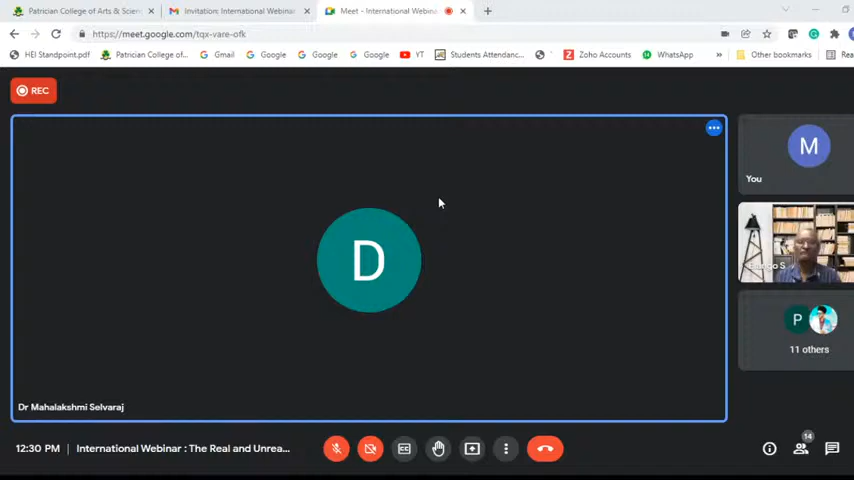 Patrician College of Arts & Scien
Invitation: International Webinar
Meet - International Webina
https://meet.google.com/tqx-vare-ofk
HEI Standpoint.pdf
Patrician College of...
Gmail
Google
Google
Google
YT
Students Attendanc...
Zoho Accounts
WhatsApp
»
Other bookmarks
Rea
REC
D
Dr Mahalakshmi Selvaraj
M
You
P
11 others
12:30 PM | International Webinar : The Real and Unrea...
14